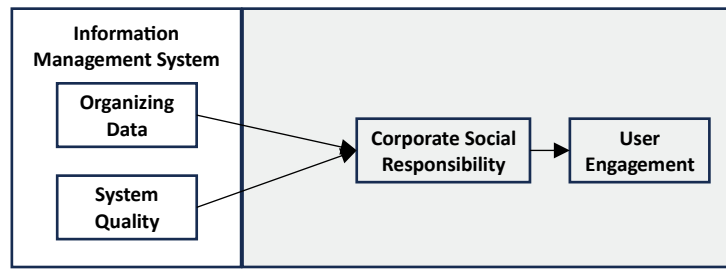 Information
Management System
Organizing
Data
System
Quality
Corporate Social
Responsibility
User
Engagement